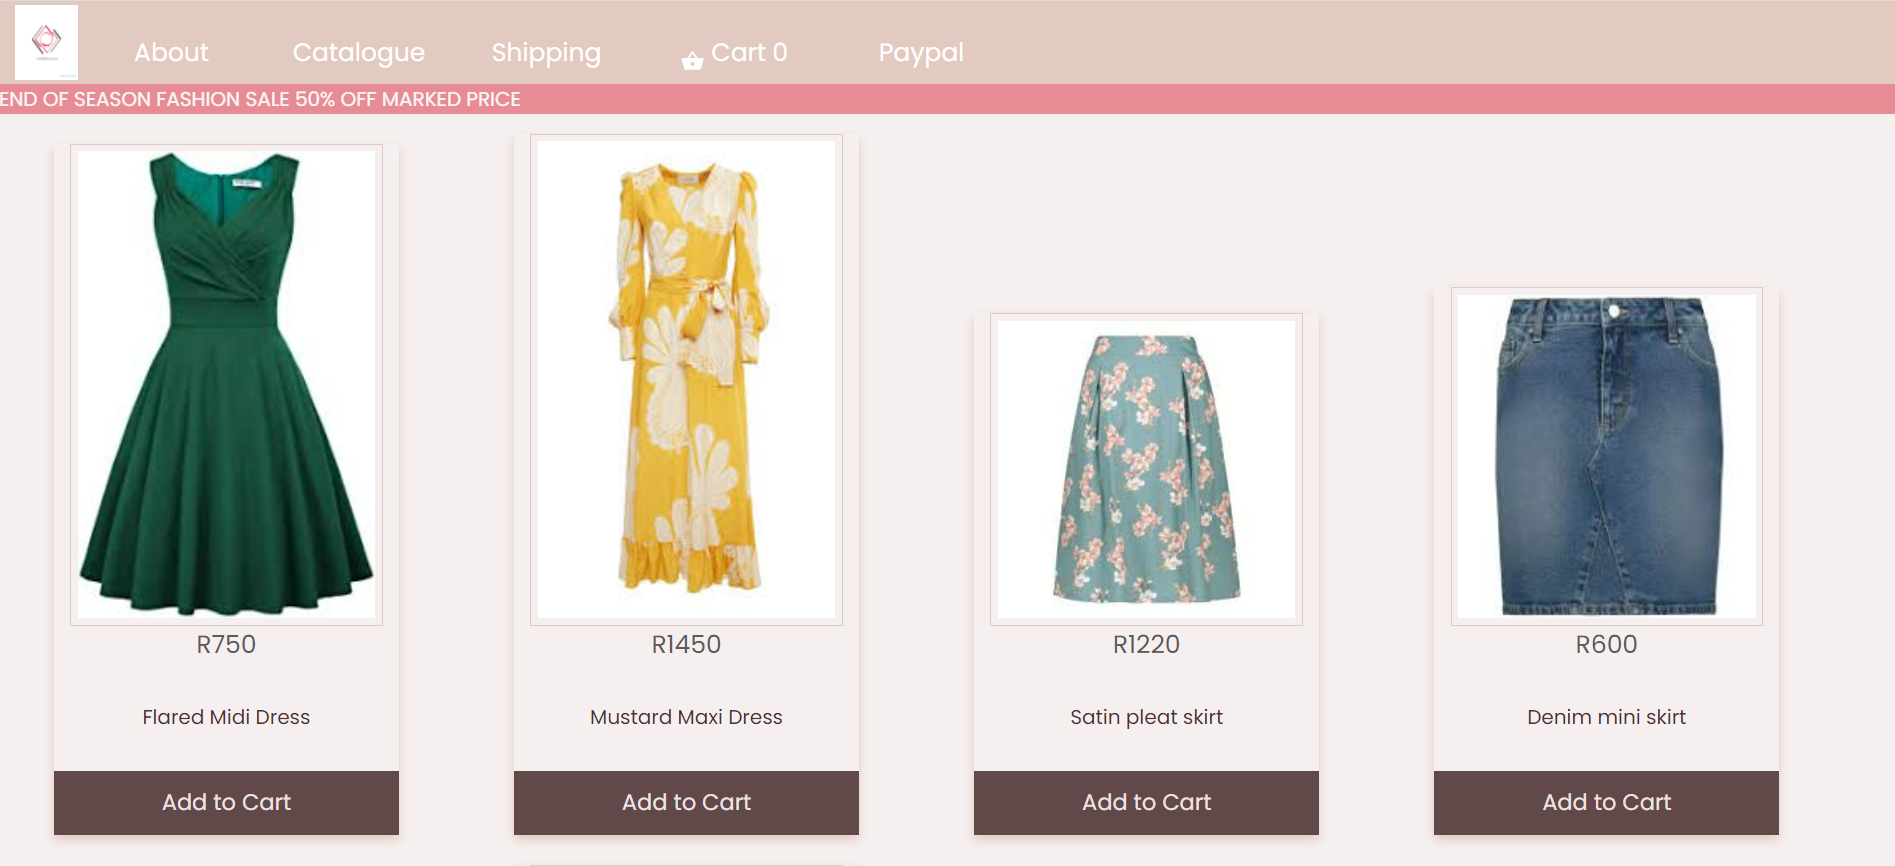 About
Catalogue
Shipping
Cart 0
Paypal
END OF SEASON FASHION SALE 50% OFF MARKED PRICE
R750
R1450
R1220
R600
Flared Midi Dress
Mustard Maxi Dress
Satin pleat skirt
Denim mini skirt
Add to Cart
Add to Cart
Add to Cart
Add to Cart